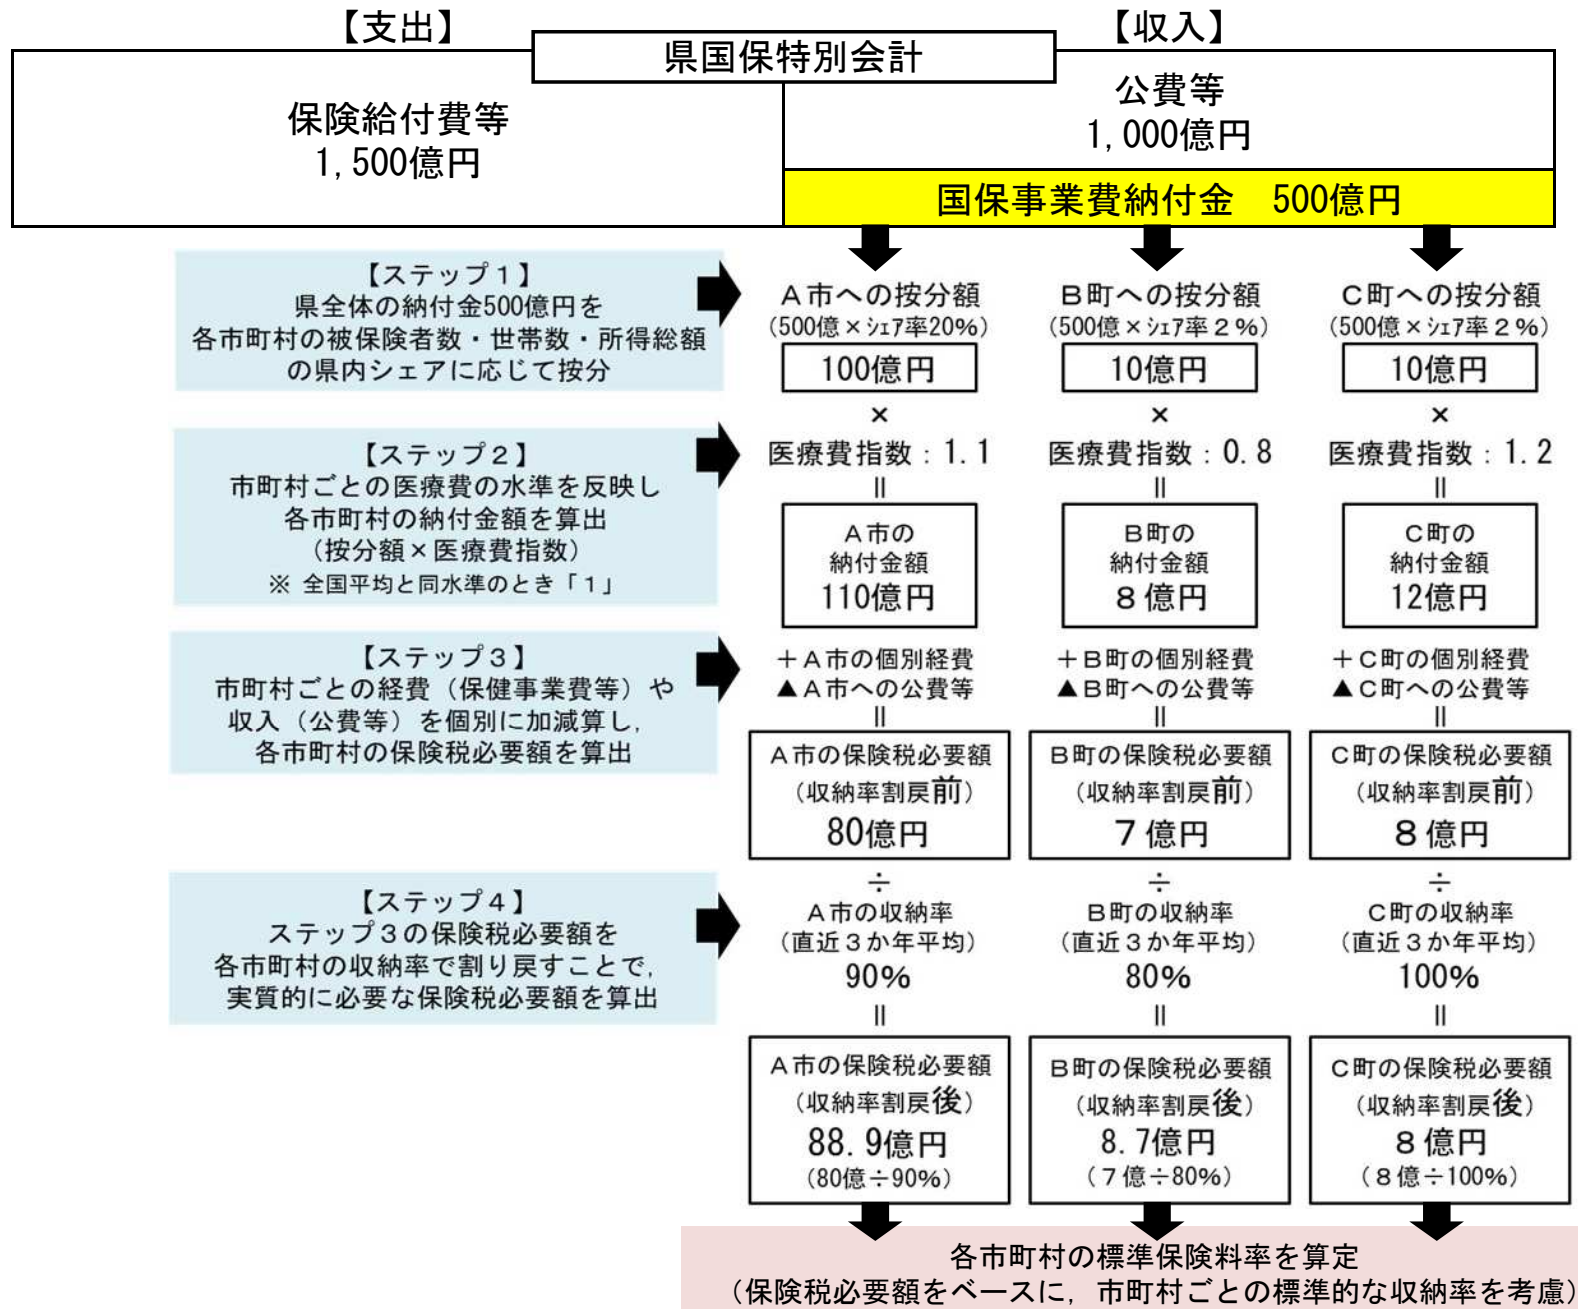 【支出】
【収入】
県国保特別会計
保険給付費等
1,500億円
公費等
1,000億円
国保事業費納付金　500億円
【ステップ１】
県全体の納付金500億円を
各市町村の被保険者数・世帯数・所得総額
の県内シェアに応じて按分
Ａ市への按分額
(500億×ｼｪｱ率20%)
100億円
Ｂ町への按分額
(500億×ｼｪｱ率２%)
10億円
Ｃ町への按分額
(500億×ｼｪｱ率２%)
10億円
×
×
×
【ステップ２】
市町村ごとの医療費の水準を反映し
各市町村の納付金額を算出
（按分額×医療費指数）
※ 全国平均と同水準のとき「１」
医療費指数：1.1
医療費指数：0.8
医療費指数：1.2
＝
＝
＝
Ａ市の
納付金額
110億円
Ｂ町の
納付金額
８億円
Ｃ町の
納付金額
12億円
【ステップ３】
市町村ごとの経費（保健事業費等）や
収入（公費等）を個別に加減算し，
各市町村の保険税必要額を算出
＋Ａ市の個別経費
▲Ａ市への公費等
＋Ｂ町の個別経費
▲Ｂ町への公費等
＋Ｃ町の個別経費
▲Ｃ町への公費等
＝
＝
＝
Ａ市の保険税必要額
（収納率割戻前）
80億円
Ｂ町の保険税必要額
（収納率割戻前）
７億円
Ｃ町の保険税必要額
（収納率割戻前）
８億円
÷
÷
÷
【ステップ４】
ステップ３の保険税必要額を
各市町村の収納率で割り戻すことで，
実質的に必要な保険税必要額を算出
Ａ市の収納率
（直近３か年平均）
90%
Ｂ町の収納率
（直近３か年平均）
80%
Ｃ町の収納率
（直近３か年平均）
100%
＝
＝
＝
Ａ市の保険税必要額
（収納率割戻後）
88.9億円
（80億÷90%）
Ｂ町の保険税必要額
（収納率割戻後）
8.7億円
（７億÷80%）
Ｃ町の保険税必要額
（収納率割戻後）
８億円
（８億÷100%）
各市町村の標準保険料率を算定
（保険税必要額をベースに，市町村ごとの標準的な収納率を考慮）